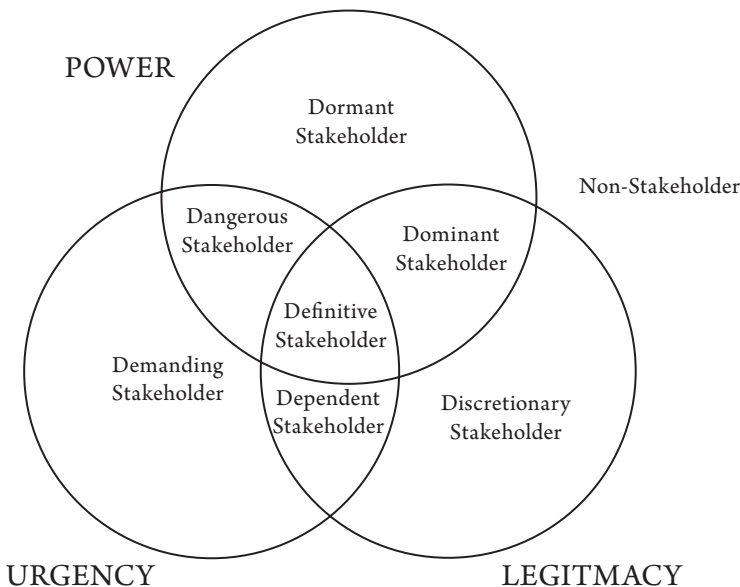 POWER
Dormant
Stakeholder
Non-Stakeholder
Dangerous
Stakeholder
Dominant
Stakeholder
Definitive
Stakeholder
Demanding
Stakeholder
Dependent
Stakeholder
Discretionary
Stakeholder
URGENCY
LEGITMACY